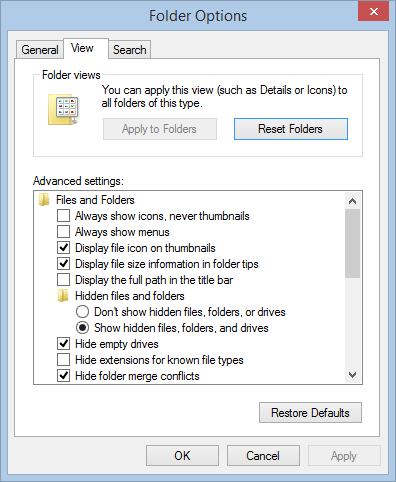 Folder Options
General
View
Search
Folder views
You can apply this view (such as Details or Icons) to
all folders of this type.
Apply to Folders
Reset Folders
Advanced settings:
Files and Folders
Always show icons, never thumbnails
Always show menus
Display file icon on thumbnails
Display file size information in folder tips
Display the full path in the title bar
Hidden files and folders
Don't show hidden files, folders, or drives
Show hidden files, folders, and drives
Hide empty drives
Hide extensions for known file types
Hide folder merge conflicts
Restore Defaults
OK
Cancel
Apply